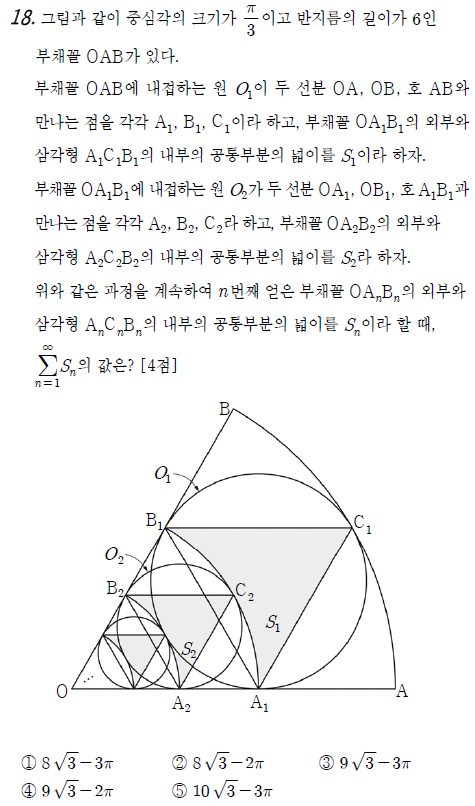 18. 그림과 같이 중심각의 크기가 π/3 이고 반지름의 길이가 6인
부채꼴 OAB가 있다.
부채꼴 OAB에 내접하는 원 O₁이 두 선분 OA, OB, 호 AB와
만나는 점을 각각 A₁, B₁, C₁이라 하고, 부채꼴 OA₁B₁의 외부와
삼각형 A₁C₁B₁의 내부의 공통부분의 넓이를 S₁이라 하자.
부채꼴 OA₁B₁에 내접하는 원 O₂가 두 선분 OA₁, OB₁, 호 A₁B₁과
만나는 점을 각각 A₂, B₂, C₂라 하고, 부채꼴 OA₂B₂의 외부와
삼각형 A₂C₂B₂의 내부의 공통부분의 넓이를 S₂라 하자.
위와 같은 과정을 계속하여 n번째 얻은 부채꼴 OAₙBₙ의 외부와
삼각형 AₙCₙBₙ의 내부의 공통부분의 넓이를 Sₙ이라 할 때,
∞
∑ Sₙ의 값은? [4점]
n=1
B
O₁
B₁ C₁
O₂
B₂ C₂
S₁
S₂
O ⋯ A₂ A₁ A
① 8√3−3π ② 8√3−2π ③ 9√3−3π
④ 9√3−2π ⑤ 10√3−3π